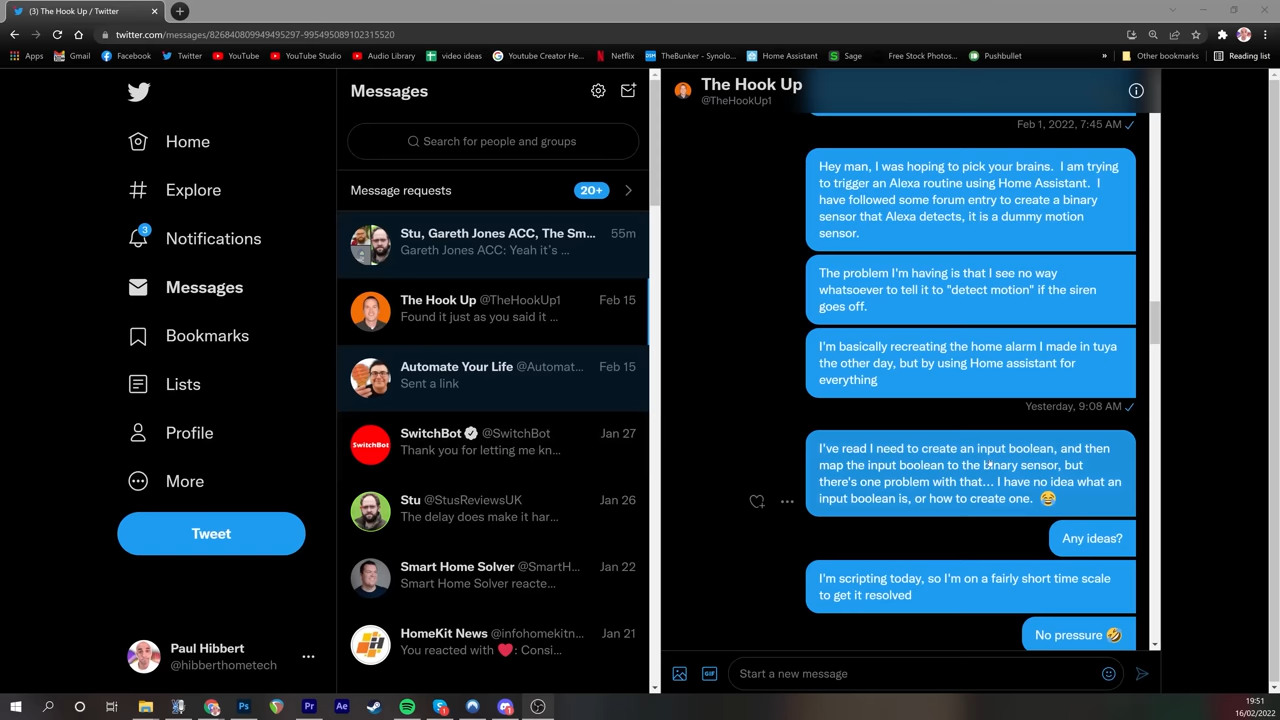 (3) The Hook Up / Twitter
twitter.com/messages/826840809949495297-995495089102315520
Apps
Gmail
Facebook
Twitter
YouTube
YouTube Studio
Audio Library
video ideas
Youtube Creator He...
Netflix
TheBunker - Synolo...
Home Assistant
Sage
Free Stock Photos...
Pushbullet
»
Other bookmarks
Reading list
Home
Explore
3
Notifications
Messages
Bookmarks
Lists
Profile
More
Tweet
Paul Hibbert
@hibberthometech
Messages
Search for people and groups
Message requests
20+
Stu, Gareth Jones ACC, The Sm... 55m
Gareth Jones ACC: Yeah it's ...
The Hook Up @TheHookUp1 Feb 15
Found it just as you said it ...
Automate Your Life @Automat... Feb 15
Sent a link
SwitchBot @SwitchBot Jan 27
Thank you for letting me kn...
SwitchBot
Stu @StusReviewsUK Jan 26
The delay does make it har...
Smart Home Solver @SmartH... Jan 22
Smart Home Solver reacte...
HomeKit News @infohomekitn... Jan 21
You reacted with ❤️: Consi...
The Hook Up
@TheHookUp1
Feb 1, 2022, 7:45 AM
Hey man, I was hoping to pick your brains. I am trying
to trigger an Alexa routine using Home Assistant. I
have followed some forum entry to create a binary
sensor that Alexa detects, it is a dummy motion
sensor.
The problem I'm having is that I see no way
whatsoever to tell it to "detect motion" if the siren
goes off.
I'm basically recreating the home alarm I made in tuya
the other day, but by using Home assistant for
everything
Yesterday, 9:08 AM
I've read I need to create an input boolean, and then
map the input boolean to the binary sensor, but
there's one problem with that... I have no idea what an
input boolean is, or how to create one. 😂
Any ideas?
I'm scripting today, so I'm on a fairly short time scale
to get it resolved
No pressure 🤣
GIF
Start a new message
19:51
16/02/2022